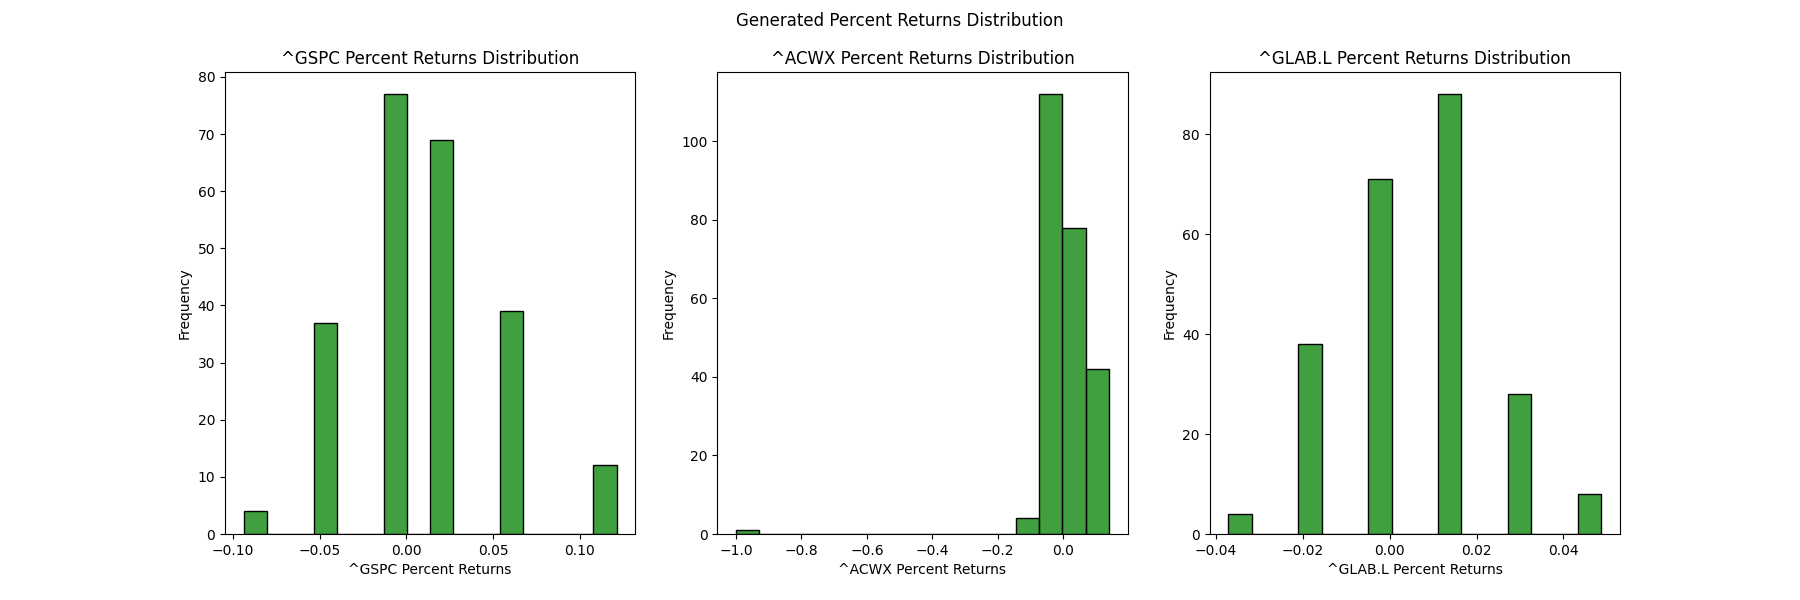 Generated Percent Returns Distribution
^GSPC Percent Returns Distribution
80
70
60
50
40
30
20
10
0
Frequency
−0.10 −0.05 0.00 0.05 0.10
^GSPC Percent Returns
^ACWX Percent Returns Distribution
100
80
60
40
20
0
Frequency
−1.0 −0.8 −0.6 −0.4 −0.2 0.0
^ACWX Percent Returns
^GLAB.L Percent Returns Distribution
80
60
40
20
0
Frequency
−0.04 −0.02 0.00 0.02 0.04
^GLAB.L Percent Returns